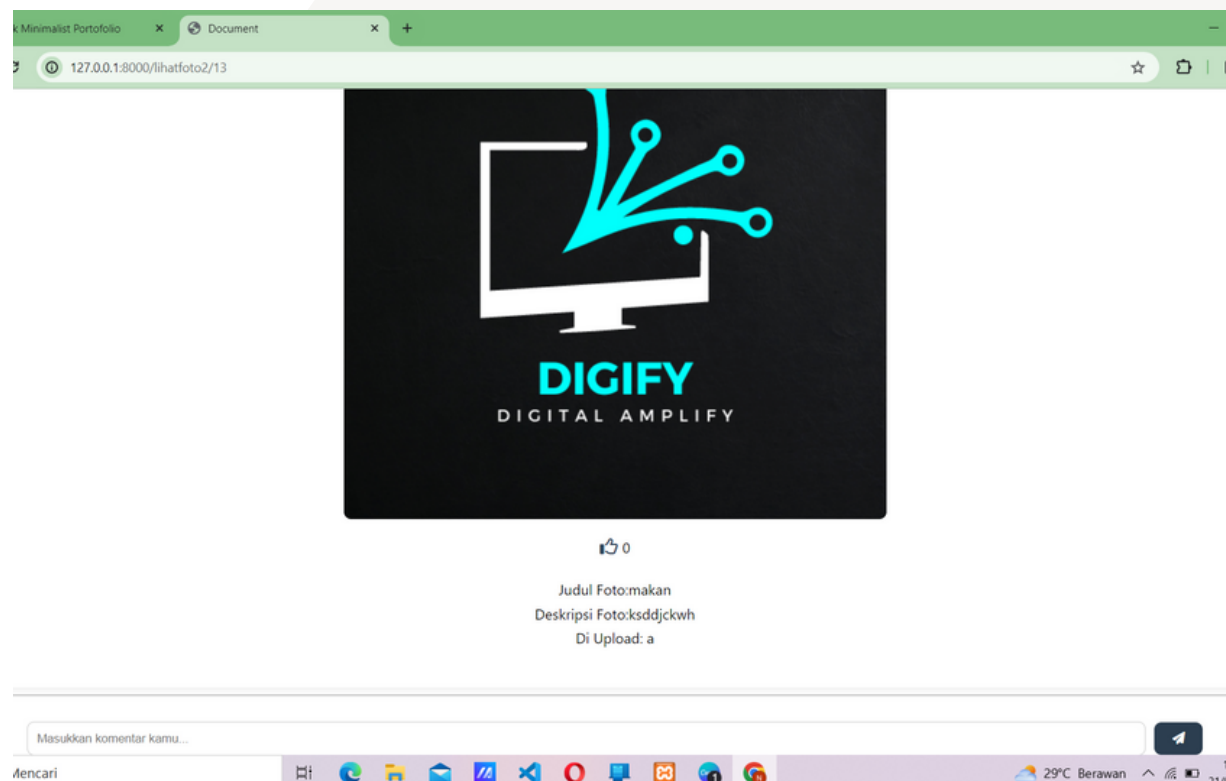 k Minimalist Portofolio
Document
127.0.0.1:8000/lihatfoto2/13
DIGIFY
DIGITAL AMPLIFY
0
Judul Foto:makan
Deskripsi Foto:ksddjckwh
Di Upload: a
Masukkan komentar kamu...
Mencari
29°C Berawan